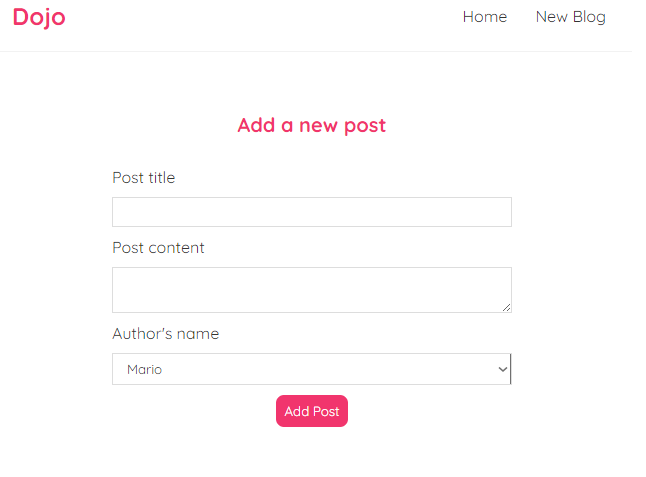 Dojo
Home New Blog
Add a new post
Post title
Post content
Author's name
Mario
Add Post